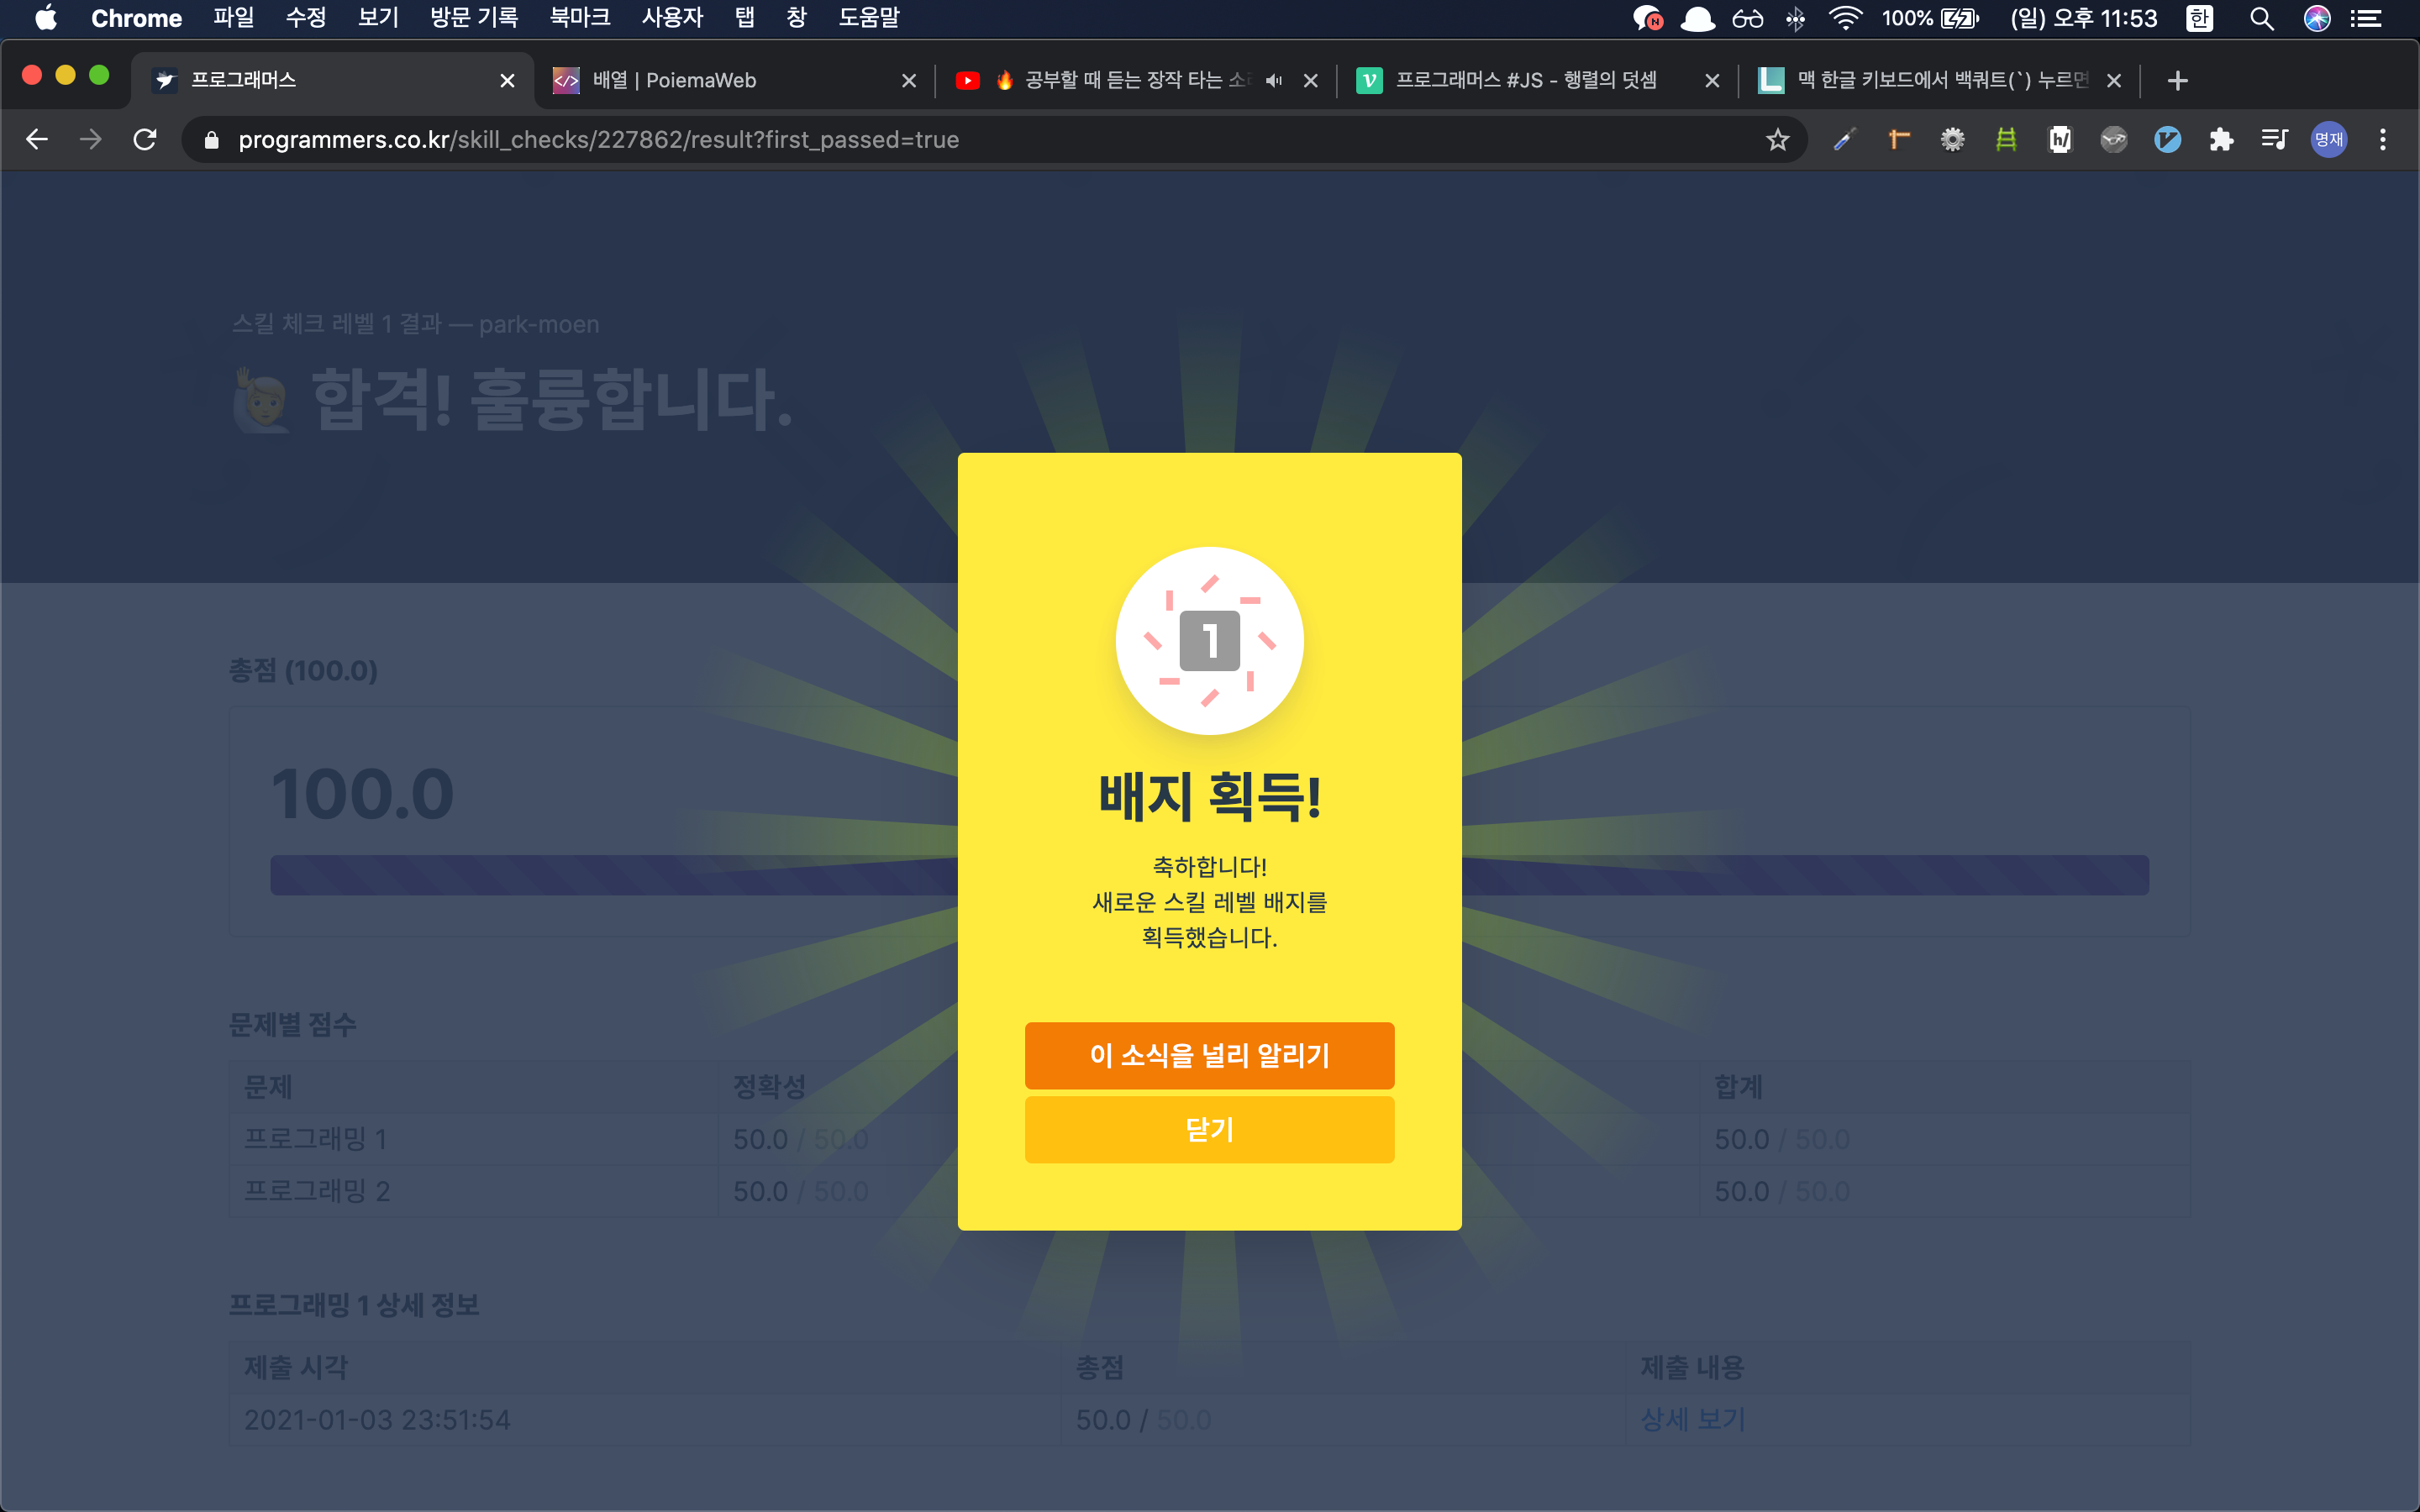 Chrome 파일 수정 보기 방문 기록 북마크 사용자 탭 창 도움말 N 100% (일) 오후 11:53 한
프로그래머스 </> 배열 | PoiemaWeb 공부할 때 듣는 장작 타는 V 프로그래머스 #JS - 행렬의 덧셈 L 맥 한글 키보드에서 백쿼트(`) 누르면
programmers.co.kr/skill_checks/227862/result?first_passed=true h/ 명재
스킬 체크 레벨 1 결과 — park-moen
합격! 훌륭합니다.
총점 (100.0)
100.0
1
배지 획득!
축하합니다!
새로운 스킬 레벨 배지를
획득했습니다.
이 소식을 널리 알리기
닫기
문제별 점수
문제 정확성 합계
프로그래밍 1 50.0 / 50.0 50.0 / 50.0
프로그래밍 2 50.0 / 50.0 50.0 / 50.0
프로그래밍 1 상세 정보
제출 시각 총점 제출 내용
2021-01-03 23:51:54 50.0 / 50.0 상세 보기